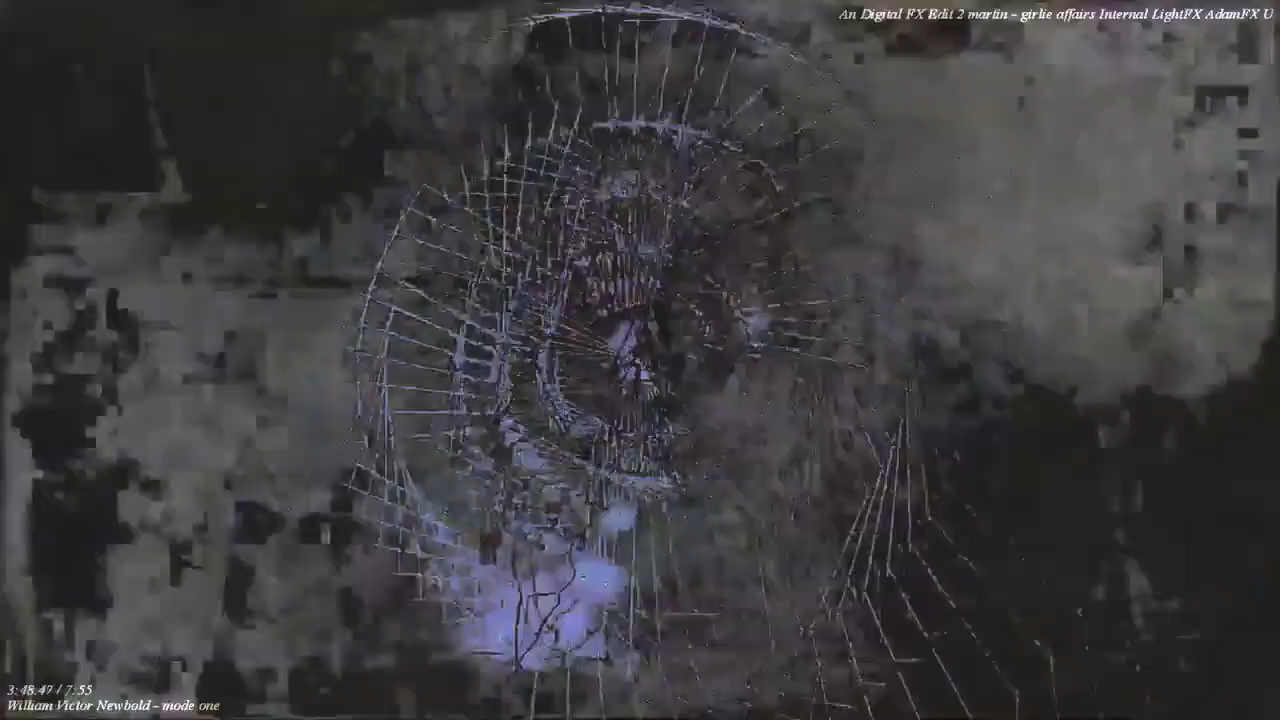 An Digital FX Edit 2 martin - girlie affairs Internal LightFX AdamFX U
3:48.47 / 7:55
William Victor Newbold - mode one